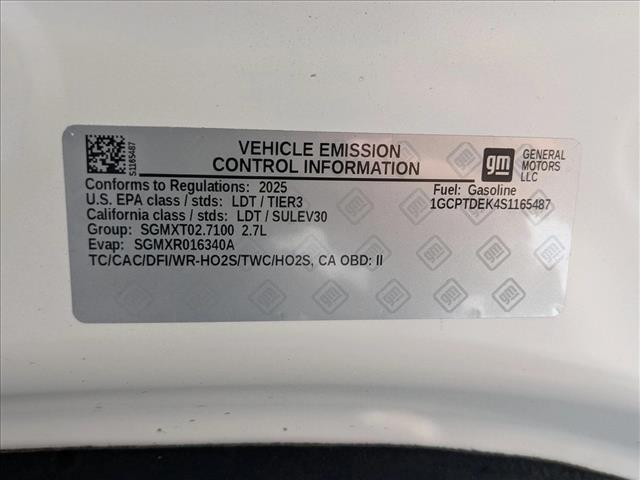 S1165487
VEHICLE EMISSION
CONTROL INFORMATION
gm
GENERAL
MOTORS
LLC
Conforms to Regulations: 2025
U.S. EPA class / stds: LDT / TIER3
California class / stds: LDT / SULEV30
Group: SGMXT02.7100 2.7L
Evap: SGMXR016340A
TC/CAC/DFI/WR-HO2S/TWC/HO2S, CA OBD: II
Fuel: Gasoline
1GCPTDEK4S1165487